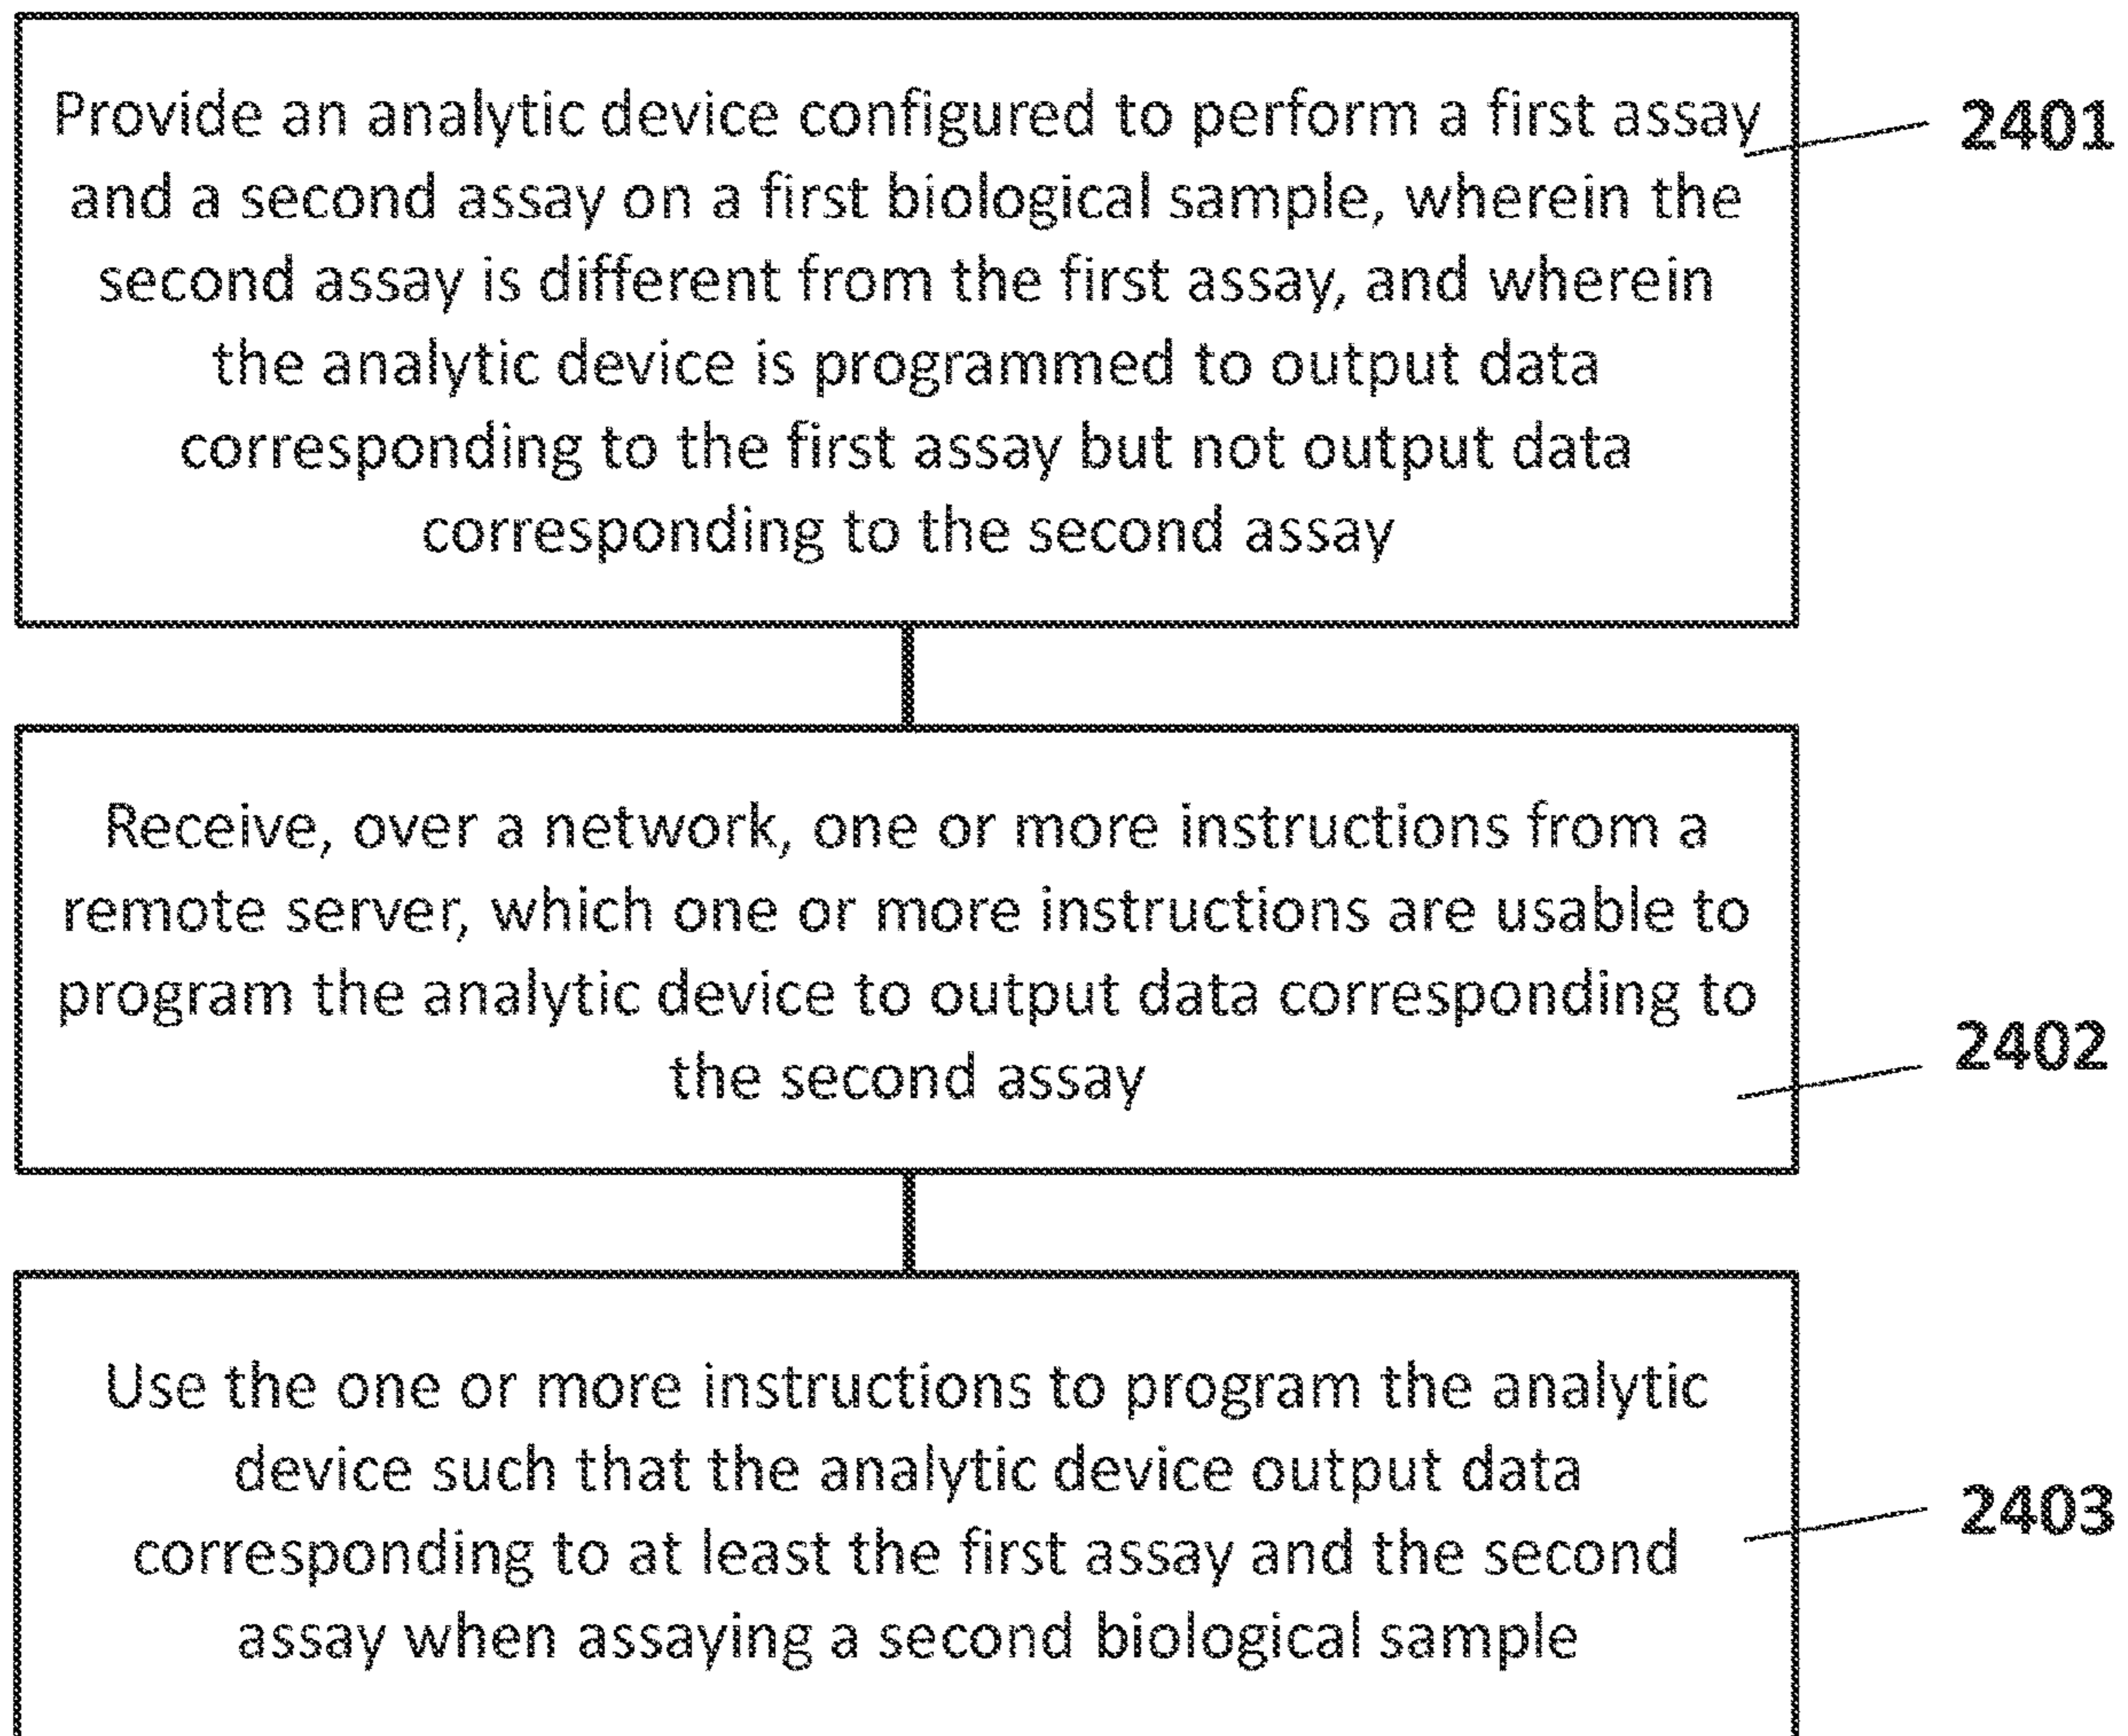 Provide an analytic device configured to perform a first assay
2401
and a second assay on a first biological sample, wherein the
second assay is different from the first assay, and wherein
the analytic device is programmed to output data
corresponding to the first assay but not output data
corresponding to the second assay
Receive, over a network, one or more instructions from a
remote server, which one or more instructions are usable to
program the analytic device to output data corresponding to
2402
the second assay
Use the one or more instructions to program the analytic
device such that the analytic device output data
2403
corresponding to at least the first assay and the second
assay when assaying a second biological sample